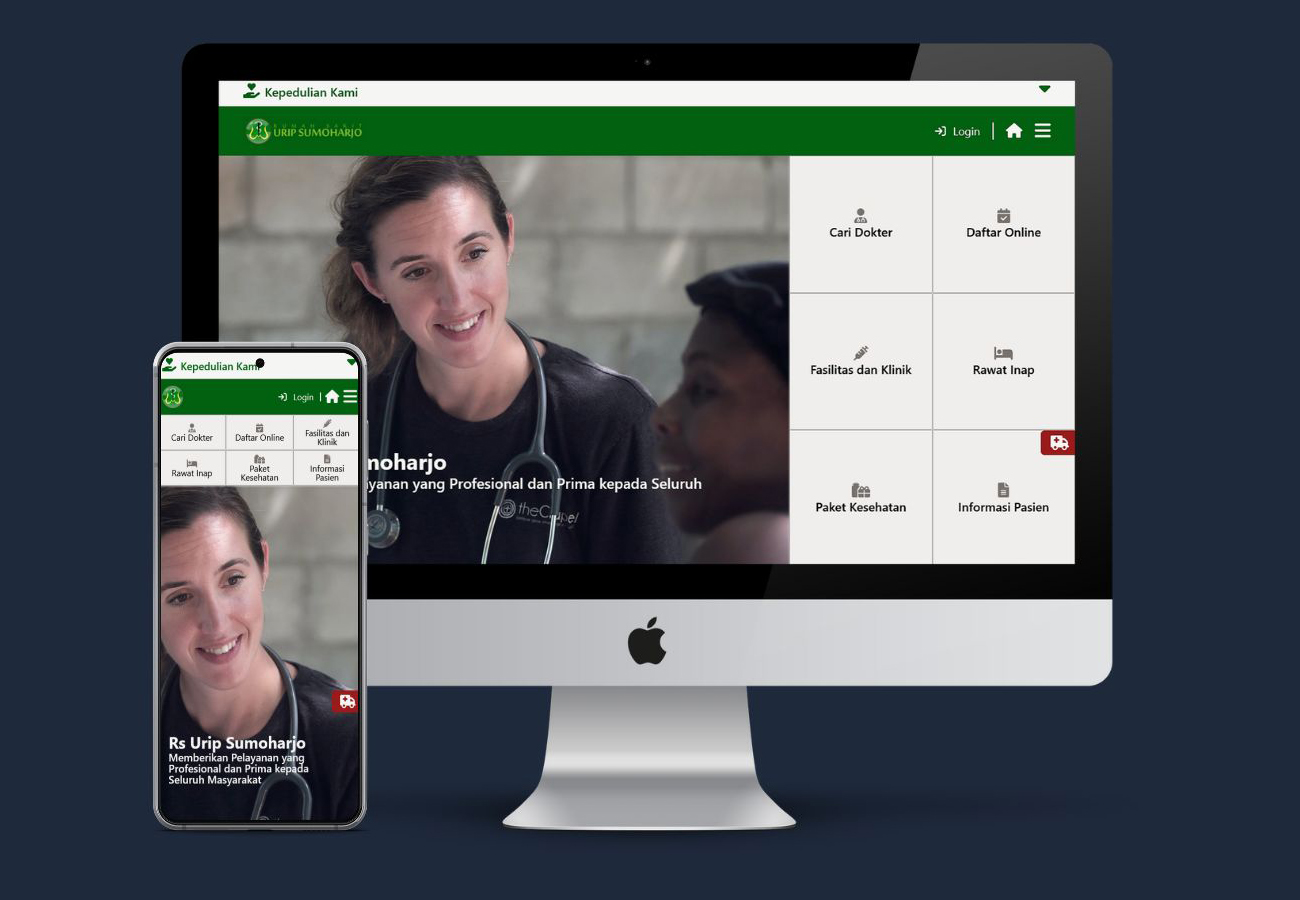 Kepedulian Kami
RUMAH SAKIT
URIP SUMOHARJO
Login
Cari Dokter
Daftar Online
Fasilitas dan Klinik
Rawat Inap
Paket Kesehatan
Informasi Pasien
moharjo
yanan yang Profesional dan Prima kepada Seluruh
Kepedulian Kami
Login
Cari Dokter
Daftar Online
Fasilitas dan
Klinik
Rawat Inap
Paket
Kesehatan
Informasi
Pasien
Rs Urip Sumoharjo
Memberikan Pelayanan yang
Profesional dan Prima kepada
Seluruh Masyarakat